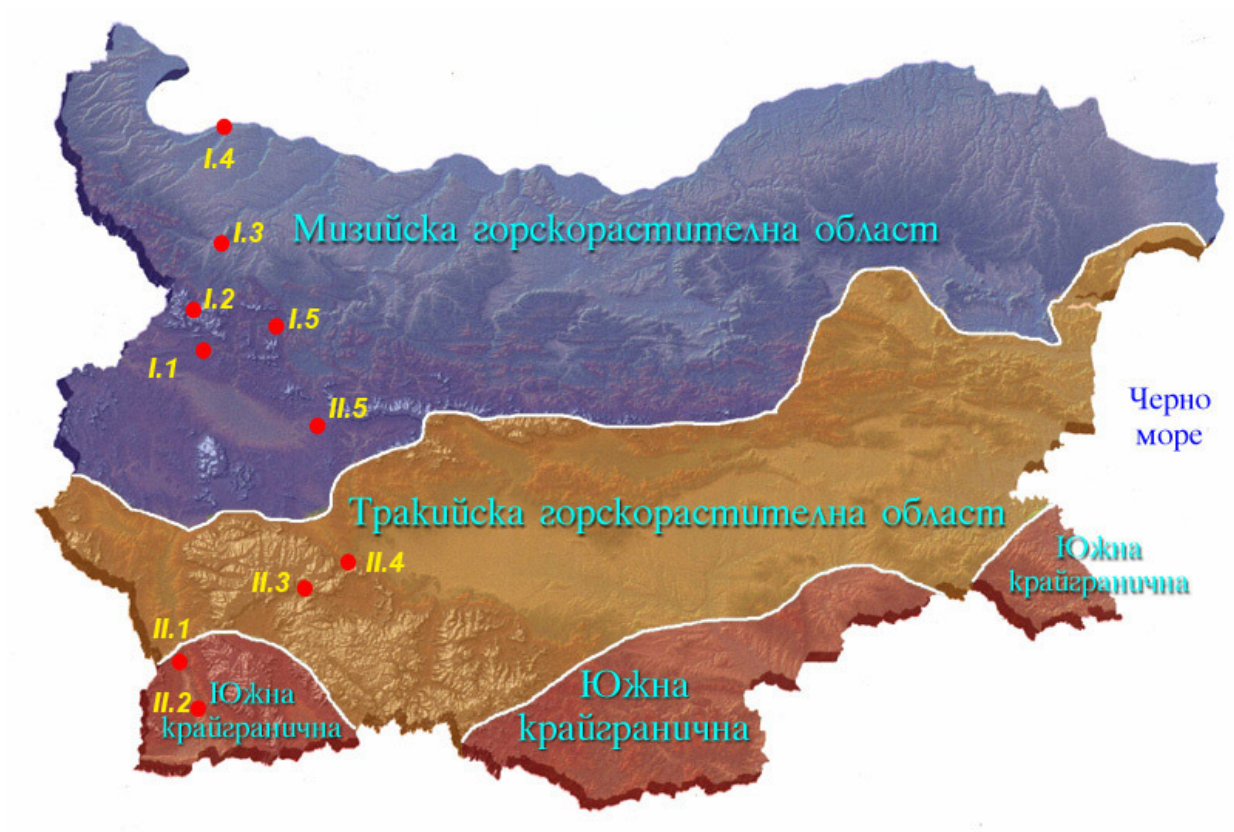 I.4
I.3
Мизийска горскорастителна област
I.2
I.5
I.1
II.5
Черно
море
Тракийска горскорастителна област
Южна
крайгранична
II.4
II.3
II.1
Южна
крайгранична
II.2
Южна
крайгранична